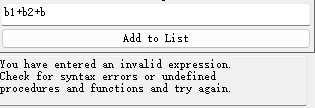 b1+b2+b
Add to List
You have entered an invalid expression.
Check for syntax errors or undefined
procedures and functions and try again.